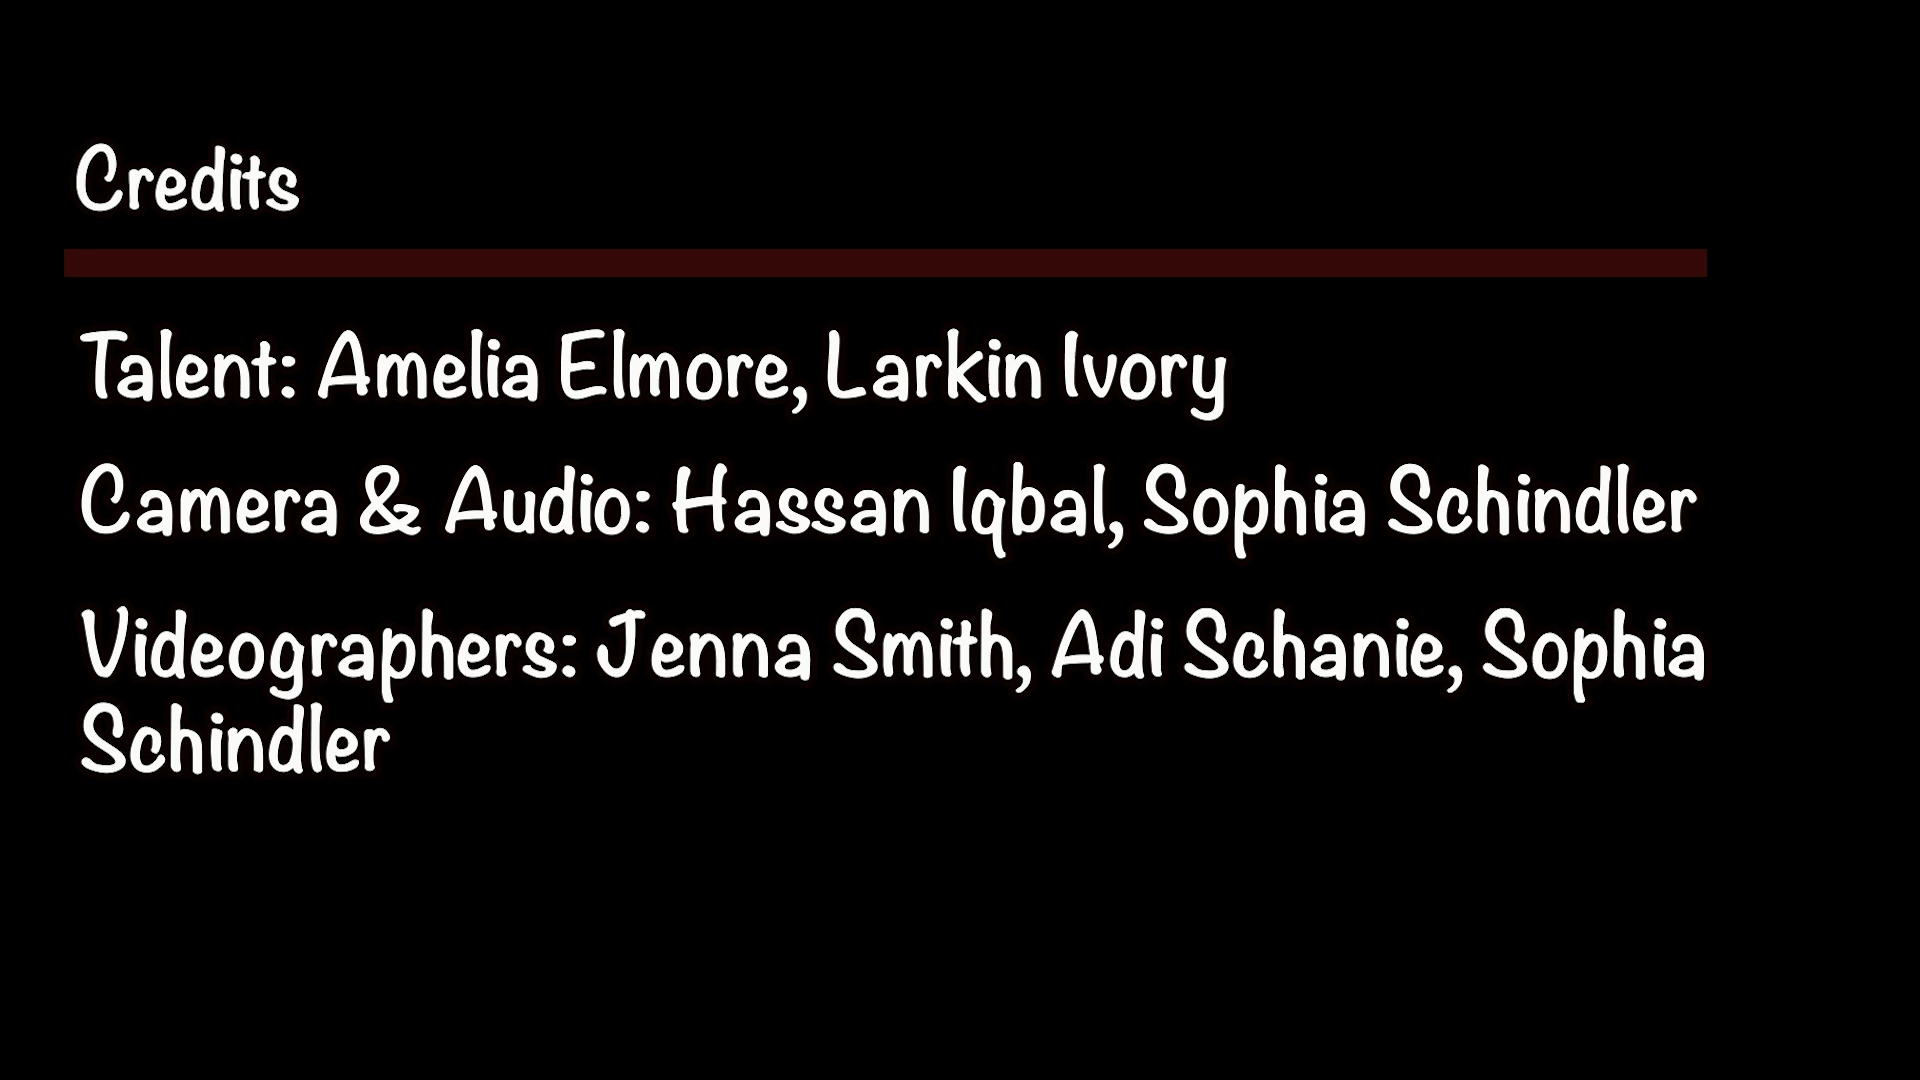 Credits
Talent: Amelia Elmore, Larkin Ivory
Camera & Audio: Hassan Iqbal, Sophia Schindler
Videographers: Jenna Smith, Adi Schanie, Sophia
Schindler